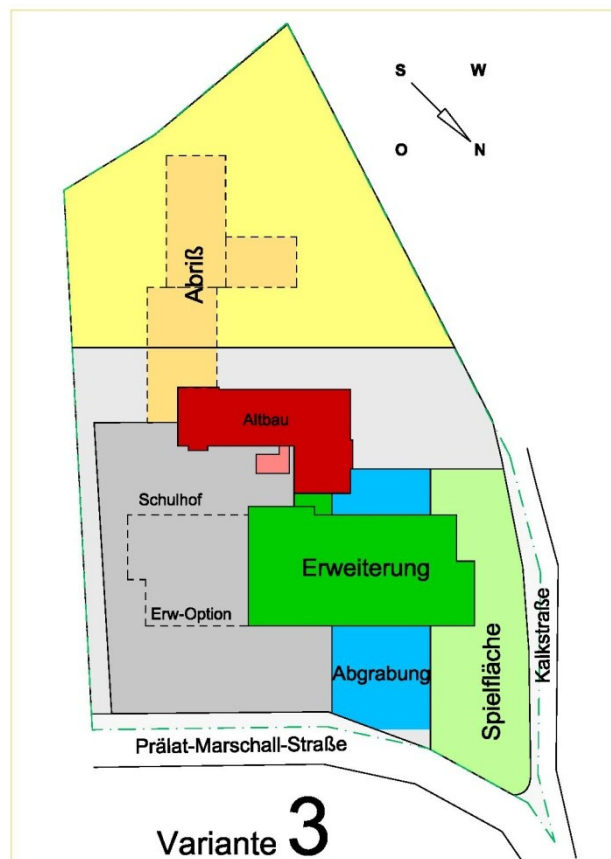 S W
O N
Abriß
Altbau
Schulhof
Erweiterung
Erw-Option
Abgrabung
Spielfläche
Kalkstraße
Prälat-Marschall-Straße
Variante 3